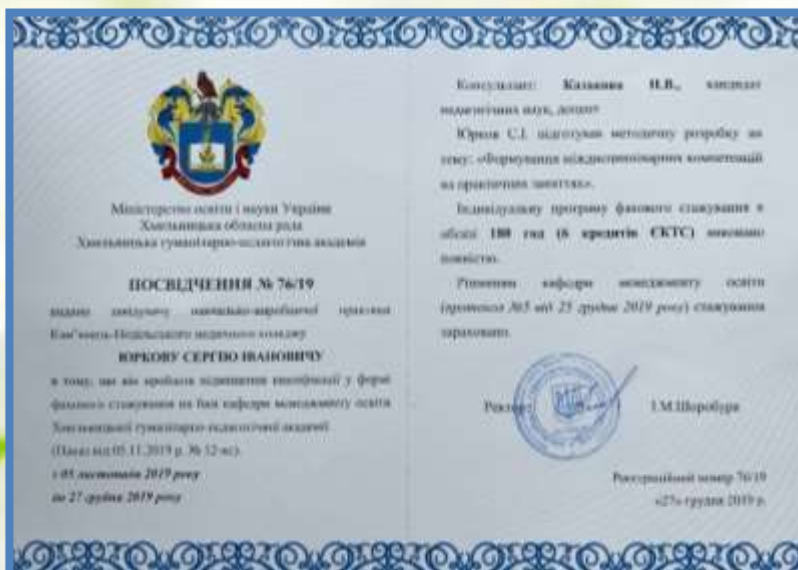 Міністерство освіти і науки України
Хмельницька обласна рада
Хмельницька гуманітарно-педагогічна академія
ПОСВІДЧЕННЯ № 76/19
видано завідувачу навчально-виробничої практики
Кам’янець-Подільського медичного коледжу
ЮРКОВУ СЕРГІЮ ІВАНОВИЧУ
в тому, що він пройшов підвищення кваліфікації у формі
фахового стажування на базі кафедри менеджменту освіти
Хмельницької гуманітарно-педагогічної академії
(Наказ від 05.11.2019 р. № 52-кс).
з 05 листопада 2019 року
по 27 грудня 2019 року
Консультант: Н.В., кандидат
педагогічних наук, доцент
Юрков С.І. підготував методичну розробку на
тему: «Формування міждисциплінарних компетенцій
на практичних заняттях».
Індивідуальну програму фахового стажування в
обсязі 180 год (6 кредитів ЄКТС) виконано
повністю.
Рішенням кафедри менеджменту освіти
(протокол №5 від 25 грудня 2019 року) стажування
зараховано.
Ректор І.М.Шоробура
Реєстраційний номер 76/19
«27» грудня 2019 р.